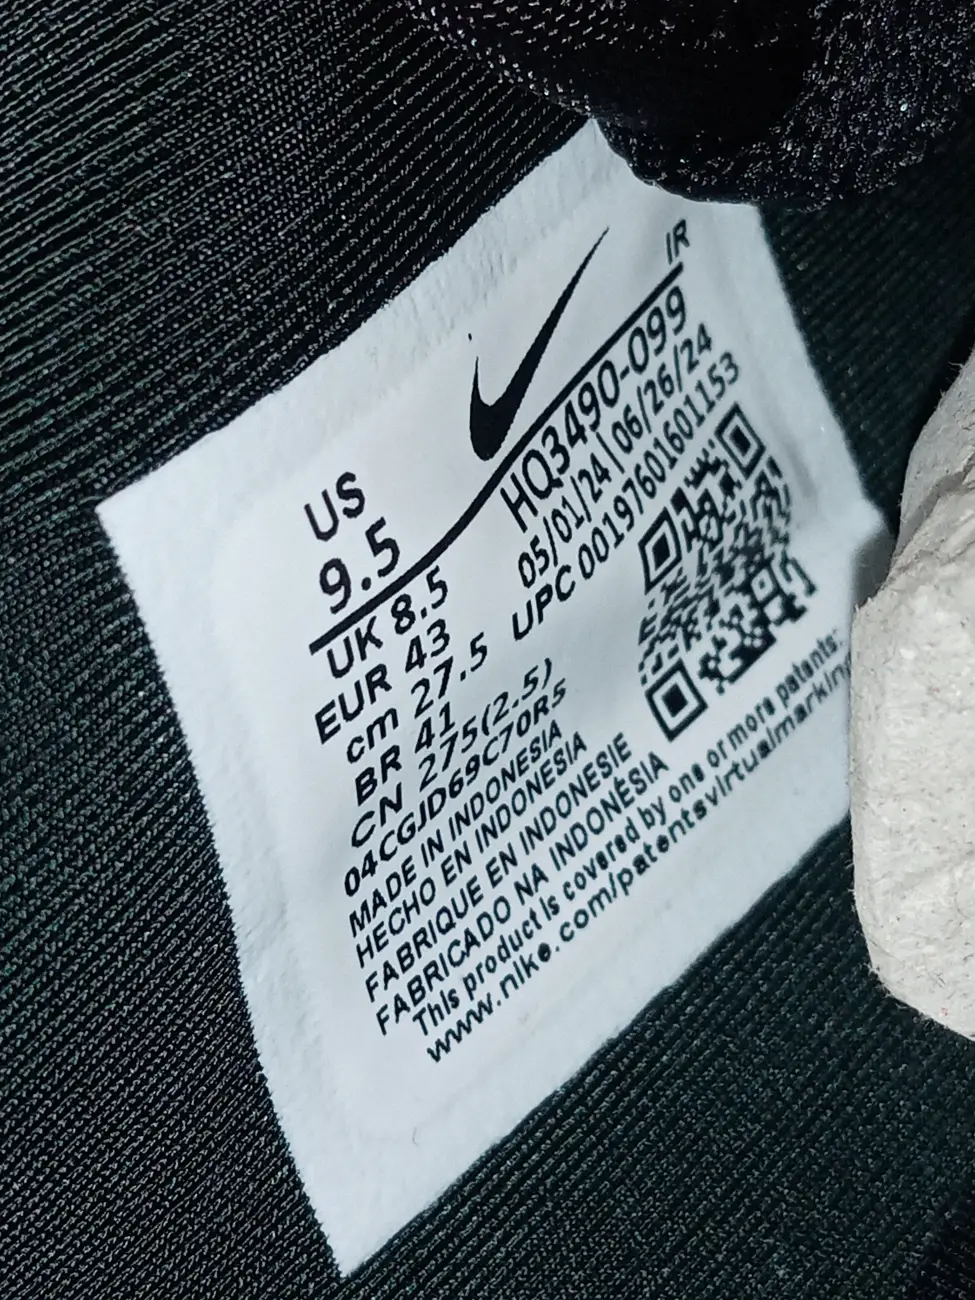 US
9.5
IR
UK 8.5
EUR 43
cm 27.5
BR 41
CN 275(2.5)
HQ3490-099
05/01/24|06/26/24
UPC 00197601601153
04CGJD69C70R5
MADE IN INDONESIA
HECHO EN INDONESIA
FABRIQUE EN INDONESIE
FABRICADO NA INDONÉSIA
This product is covered by one or more patents:
www.nike.com/patentsvirtualmarking